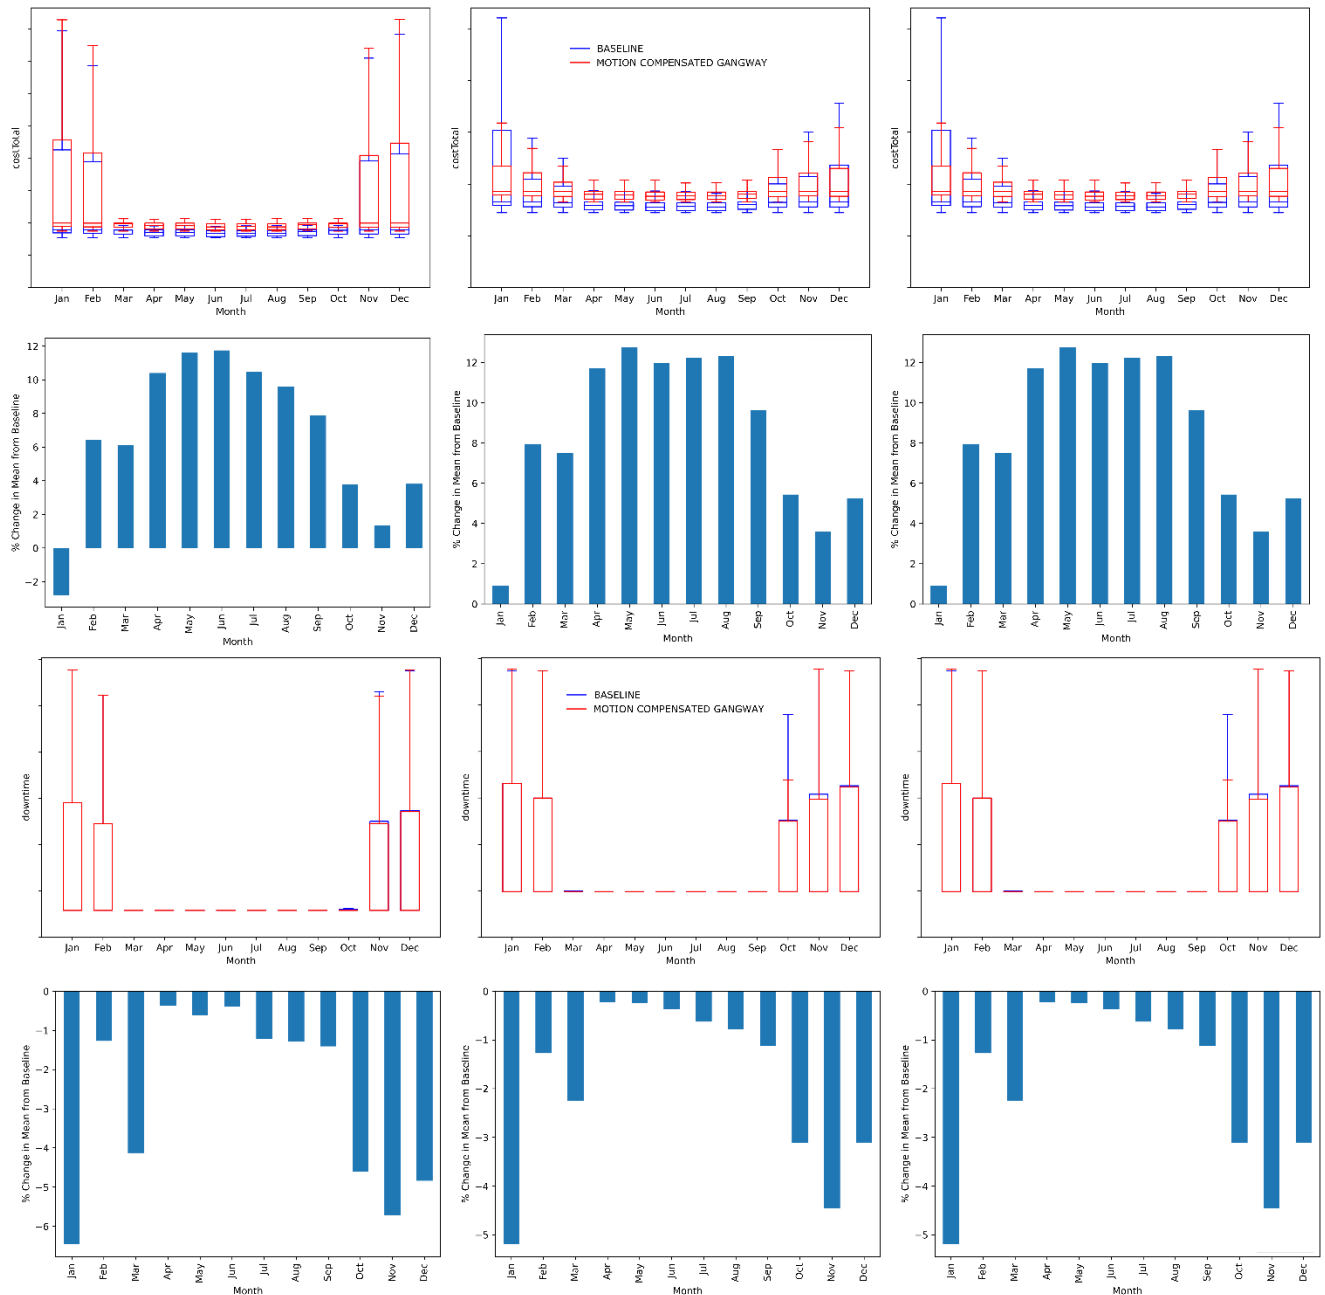 costTotal
Jan Feb Mar Apr May Jun Jul Aug Sep Oct Nov Dec
Month
costTotal
BASELINE
MOTION COMPENSATED GANGWAY
Jan Feb Mar Apr May Jun Jul Aug Sep Oct Nov Dec
Month
costTotal
Jan Feb Mar Apr May Jun Jul Aug Sep Oct Nov Dec
Month
% Change in Mean from Baseline
12
10
8
6
4
2
0
−2
Jan Feb Mar Apr May Jun Jul Aug Sep Oct Nov Dec
Month
% Change in Mean from Baseline
12
10
8
6
4
2
0
Jan Feb Mar Apr May Jun Jul Aug Sep Oct Nov Dec
Month
% Change in Mean from Baseline
12
10
8
6
4
2
0
Jan Feb Mar Apr May Jun Jul Aug Sep Oct Nov Dec
Month
downtime
Jan Feb Mar Apr May Jun Jul Aug Sep Oct Nov Dec
Month
downtime
BASELINE
MOTION COMPENSATED GANGWAY
Jan Feb Mar Apr May Jun Jul Aug Sep Oct Nov Dec
Month
downtime
Jan Feb Mar Apr May Jun Jul Aug Sep Oct Nov Dec
Month
% Change in Mean from Baseline
0
−1
−2
−3
−4
−5
−6
Jan Feb Mar Apr May Jun Jul Aug Sep Oct Nov Dec
Month
% Change in Mean from Baseline
0
−1
−2
−3
−4
−5
Jan Feb Mar Apr May Jun Jul Aug Sep Oct Nov Dec
Month
% Change in Mean from Baseline
0
−1
−2
−3
−4
−5
Jan Feb Mar Apr May Jun Jul Aug Sep Oct Nov Dec
Month